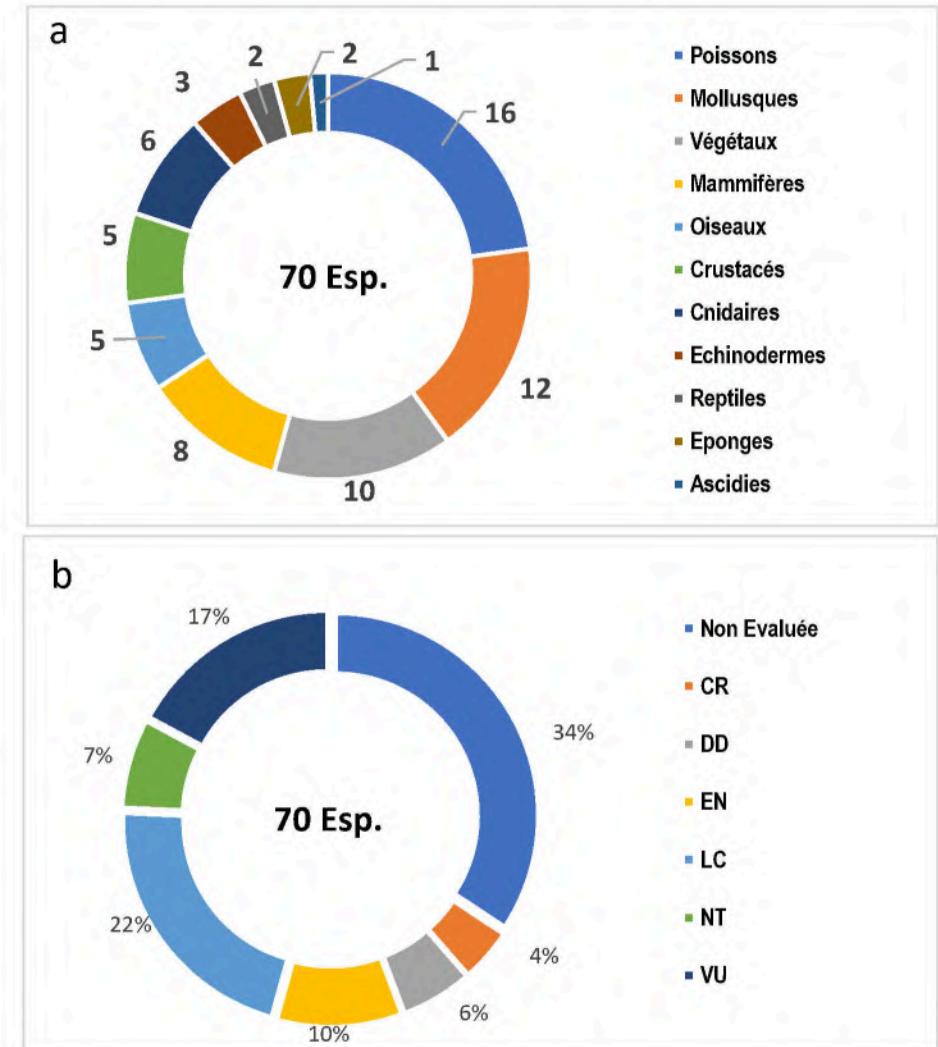 a
2
2
1
3
16
6
5
70 Esp.
5
12
8
10
Poissons
Mollusques
Végétaux
Mammifères
Oiseaux
Crustacés
Cnidaires
Echinodermes
Reptiles
Eponges
Ascidies
b
17%
34%
7%
70 Esp.
22%
4%
6%
10%
Non Evaluée
CR
DD
EN
LC
NT
VU